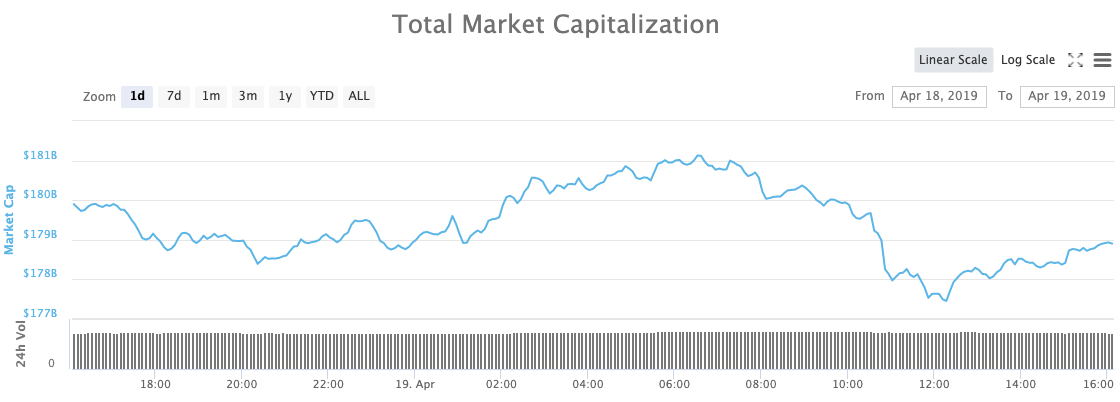 Total Market Capitalization
Linear Scale Log Scale
Zoom 1d 7d 1m 3m 1y YTD ALL From Apr 18, 2019 To Apr 19, 2019
Market Cap
$181B
$180B
$179B
$178B
$177B
24h Vol
0
18:00 20:00 22:00 19. Apr 02:00 04:00 06:00 08:00 10:00 12:00 14:00 16:00